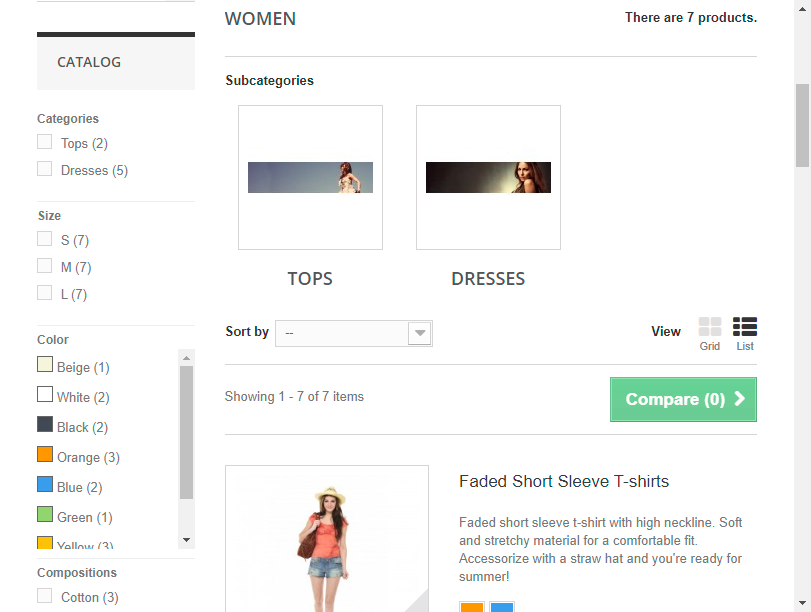 WOMEN
There are 7 products.
CATALOG
Categories
Tops (2)
Dresses (5)
Size
S (7)
M (7)
L (7)
Color
Beige (1)
White (2)
Black (2)
Orange (3)
Blue (2)
Green (1)
Yellow (3)
Compositions
Cotton (3)
Subcategories
TOPS
DRESSES
Sort by
--
View
Grid
List
Showing 1 - 7 of 7 items
Compare (0)
Faded Short Sleeve T-shirts
Faded short sleeve t-shirt with high neckline. Soft
and stretchy material for a comfortable fit.
Accessorize with a straw hat and you're ready for
summer!